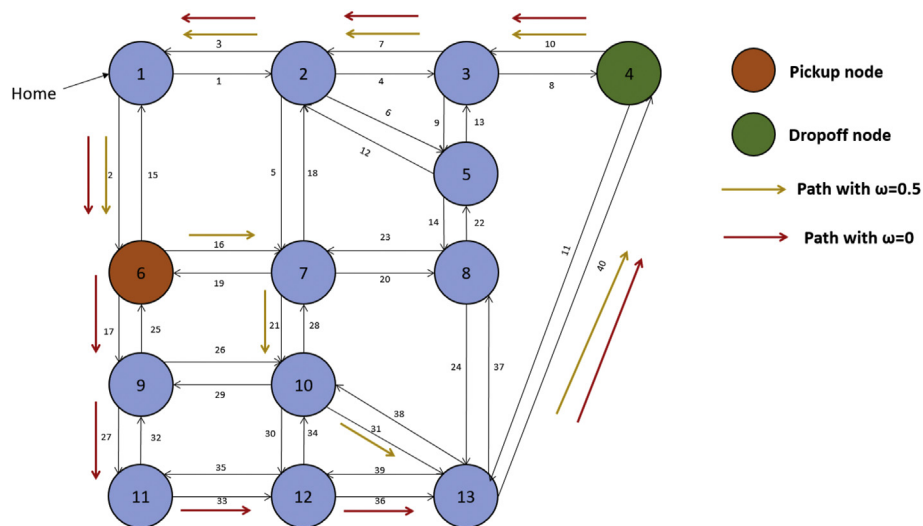 3 7 10
1 2 3 4
1 4 8
Home
6
9 13
12
5
2 15 5 18
14 22
16 23
6 7 8
19 20
17 25 21 28 24 37
26
9 10
29
38
31
27 32 30 34
35 39
11 12 13
33 36
11
40
Pickup node
Dropoff node
Path with ω=0.5
Path with ω=0